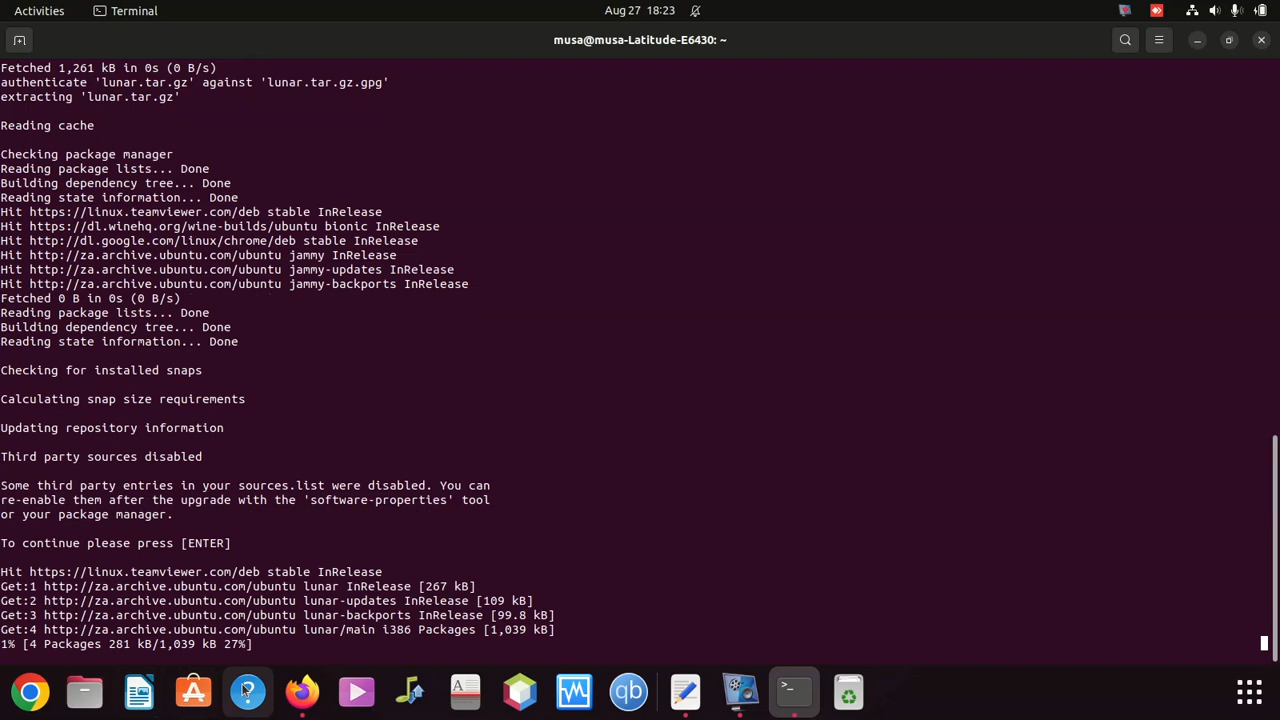 Activities
Terminal
Aug 27 18:23
musa@musa-Latitude-E6430: ~
Fetched 1,261 kB in 0s (0 B/s)
authenticate 'lunar.tar.gz' against 'lunar.tar.gz.gpg'
extracting 'lunar.tar.gz'
Reading cache
Checking package manager
Reading package lists... Done
Building dependency tree... Done
Reading state information... Done
Hit https://linux.teamviewer.com/deb stable InRelease
Hit https://dl.winehq.org/wine-builds/ubuntu bionic InRelease
Hit http://dl.google.com/linux/chrome/deb stable InRelease
Hit http://za.archive.ubuntu.com/ubuntu jammy InRelease
Hit http://za.archive.ubuntu.com/ubuntu jammy-updates InRelease
Hit http://za.archive.ubuntu.com/ubuntu jammy-backports InRelease
Fetched 0 B in 0s (0 B/s)
Reading package lists... Done
Building dependency tree... Done
Reading state information... Done
Checking for installed snaps
Calculating snap size requirements
Updating repository information
Third party sources disabled
Some third party entries in your sources.list were disabled. You can
re-enable them after the upgrade with the 'software-properties' tool
or your package manager.
To continue please press [ENTER]
Hit https://linux.teamviewer.com/deb stable InRelease
Get:1 http://za.archive.ubuntu.com/ubuntu lunar InRelease [267 kB]
Get:2 http://za.archive.ubuntu.com/ubuntu lunar-updates InRelease [109 kB]
Get:3 http://za.archive.ubuntu.com/ubuntu lunar-backports InRelease [99.8 kB]
Get:4 http://za.archive.ubuntu.com/ubuntu lunar/main i386 Packages [1,039 kB]
1% [4 Packages 281 kB/1,039 kB 27%]